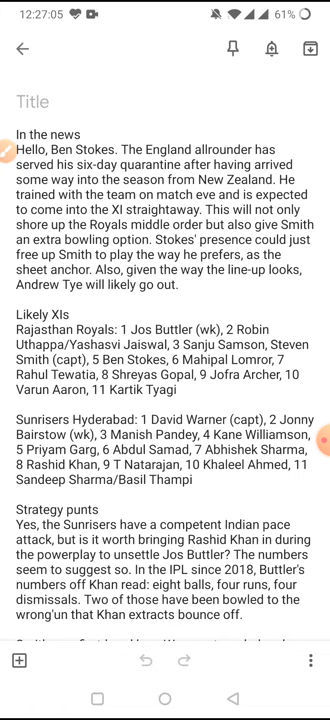 12:27:05
61%
Title
In the news
Hello, Ben Stokes. The England allrounder has
served his six-day quarantine after having arrived
some way into the season from New Zealand. He
trained with the team on match eve and is expected
to come into the XI straightaway. This will not only
shore up the Royals middle order but also give Smith
an extra bowling option. Stokes' presence could just
free up Smith to play the way he prefers, as the
sheet anchor. Also, given the way the line-up looks,
Andrew Tye will likely go out.
Likely XIs
Rajasthan Royals: 1 Jos Buttler (wk), 2 Robin
Uthappa/Yashasvi Jaiswal, 3 Sanju Samson, Steven
Smith (capt), 5 Ben Stokes, 6 Mahipal Lomror, 7
Rahul Tewatia, 8 Shreyas Gopal, 9 Jofra Archer, 10
Varun Aaron, 11 Kartik Tyagi
Sunrisers Hyderabad: 1 David Warner (capt), 2 Jonny
Bairstow (wk), 3 Manish Pandey, 4 Kane Williamson,
5 Priyam Garg, 6 Abdul Samad, 7 Abhishek Sharma,
8 Rashid Khan, 9 T Natarajan, 10 Khaleel Ahmed, 11
Sandeep Sharma/Basil Thampi
Strategy punts
Yes, the Sunrisers have a competent Indian pace
attack, but is it worth bringing Rashid Khan in during
the powerplay to unsettle Jos Buttler? The numbers
seem to suggest so. In the IPL since 2018, Buttler's
numbers off Khan read: eight balls, four runs, four
dismissals. Two of those have been bowled to the
wrong'un that Khan extracts bounce off.